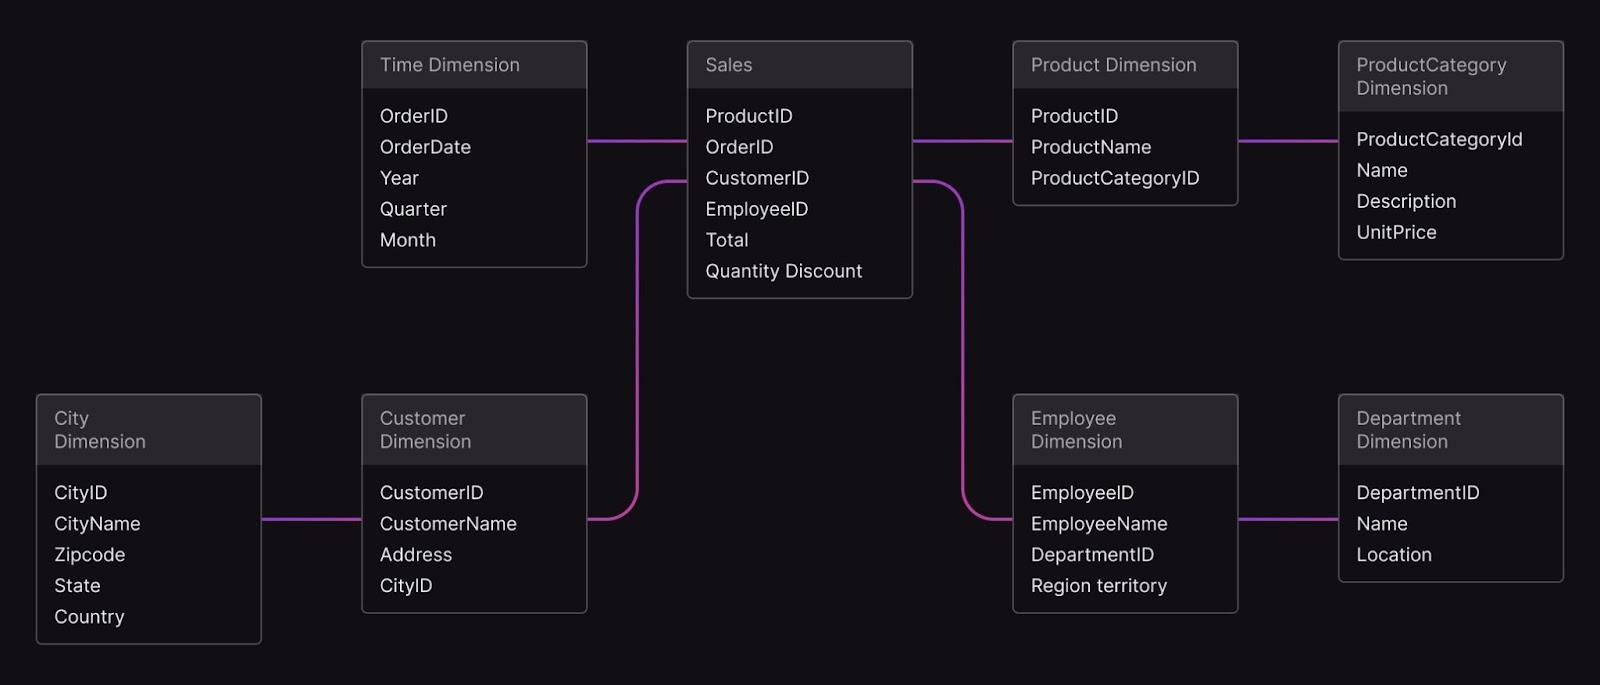 Time Dimension
OrderID
OrderDate
Year
Quarter
Month
Sales
ProductID
OrderID
CustomerID
EmployeeID
Total
Quantity Discount
Product Dimension
ProductID
ProductName
ProductCategoryID
ProductCategory
Dimension
ProductCategoryId
Name
Description
UnitPrice
City
Dimension
CityID
CityName
Zipcode
State
Country
Customer
Dimension
CustomerID
CustomerName
Address
CityID
Employee
Dimension
EmployeeID
EmployeeName
DepartmentID
Region territory
Department
Dimension
DepartmentID
Name
Location